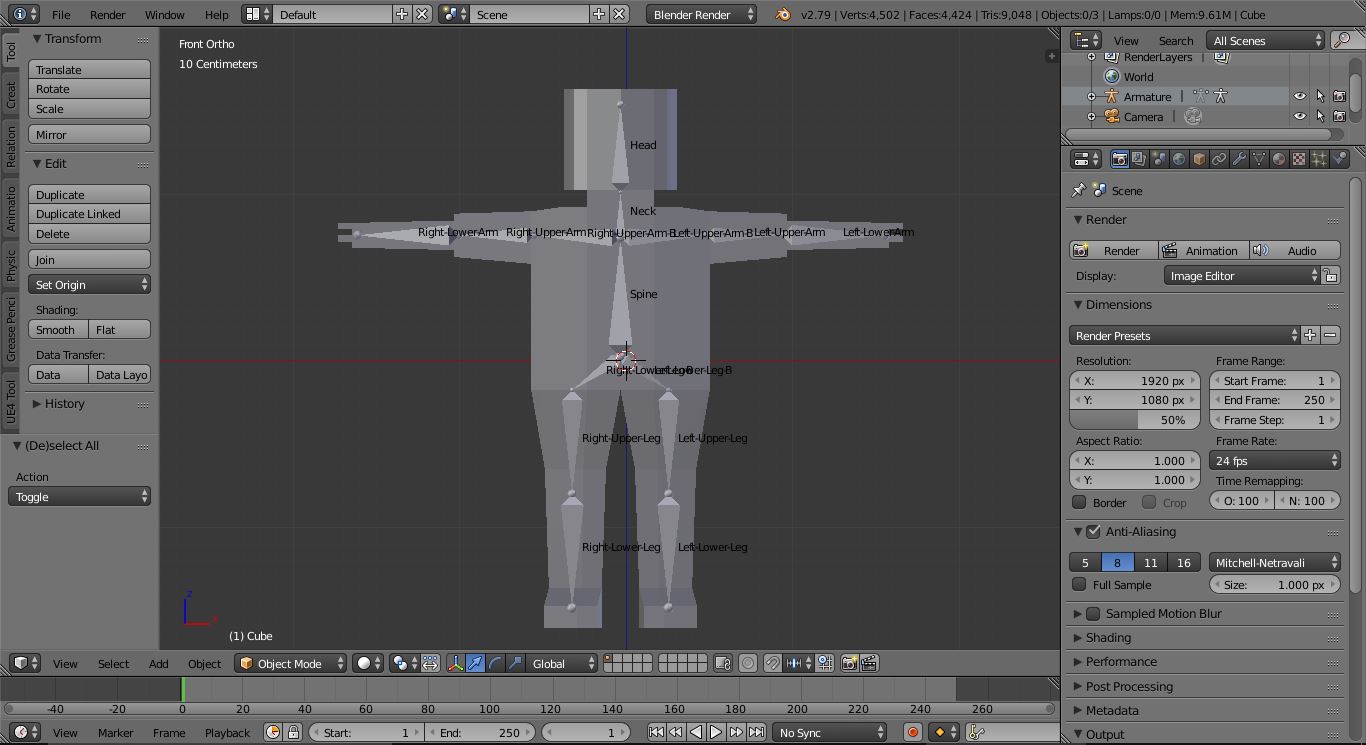 File Render Window Help Default Scene Blender Render v2.79 | Verts:4,502 | Faces:4,424 | Tris:9,048 | Objects:0/3 | Lamps:0/0 | Mem:9.61M | Cube
Tool
Creat
Relation
Animatio
Physic
Grease Penci
UE4 Tool
Transform
Translate
Rotate
Scale
Mirror
Edit
Duplicate
Duplicate Linked
Delete
Join
Set Origin
Shading:
Smooth Flat
Data Transfer:
Data Data Layo
History
(De)select All
Action
Toggle
Front Ortho
10 Centimeters
Head
Neck
Right-LowerArm Right-UpperArm Right-UpperArm-B Left-UpperArm-B Left-UpperArm Left-LowerArm
Spine
Right-Lower-Leg-B Left-Lower-Leg-B
Right-Upper-Leg Left-Upper-Leg
Right-Lower-Leg Left-Lower-Leg
z
x
(1) Cube
View Select Add Object Object Mode Global
-40 -20 0 20 40 60 80 100 120 140 160 180 200 220 240 260
View Marker Frame Playback Start: 1 End: 250 1 No Sync
View Search All Scenes
RenderLayers |
World
Armature |
Camera |
Scene
Render
Render Animation Audio
Display: Image Editor
Dimensions
Render Presets
Resolution: Frame Range:
X: 1920 px Start Frame: 1
Y: 1080 px End Frame: 250
50% Frame Step: 1
Aspect Ratio: Frame Rate:
X: 1.000 24 fps
Y: 1.000 Time Remapping:
Border Crop O: 100 N: 100
Anti-Aliasing
5 8 11 16 Mitchell-Netravali
Full Sample Size: 1.000 px
Sampled Motion Blur
Shading
Performance
Post Processing
Metadata
Output